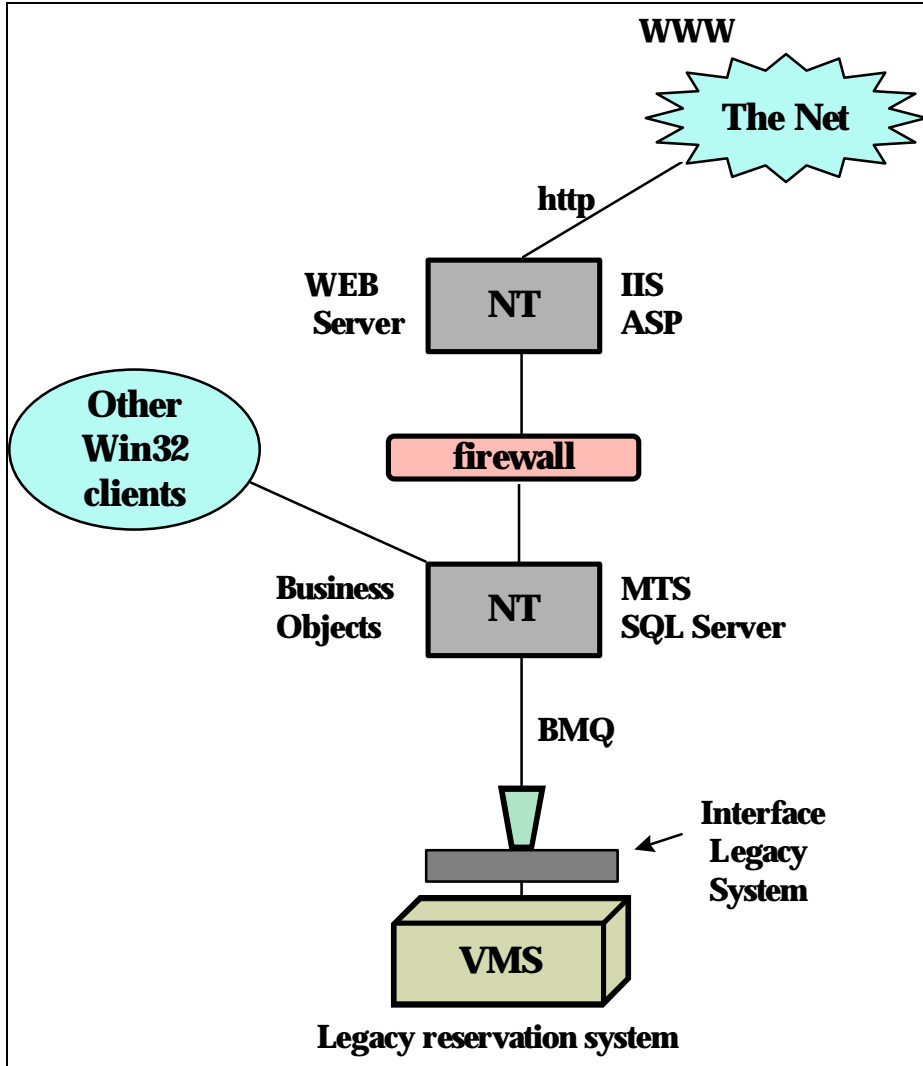 WWW
The Net
http
WEB
Server
NT
IIS
ASP
Other
Win32
clients
firewall
Business
Objects
NT
MTS
SQL Server
BMQ
Interface
Legacy
System
VMS
Legacy reservation system